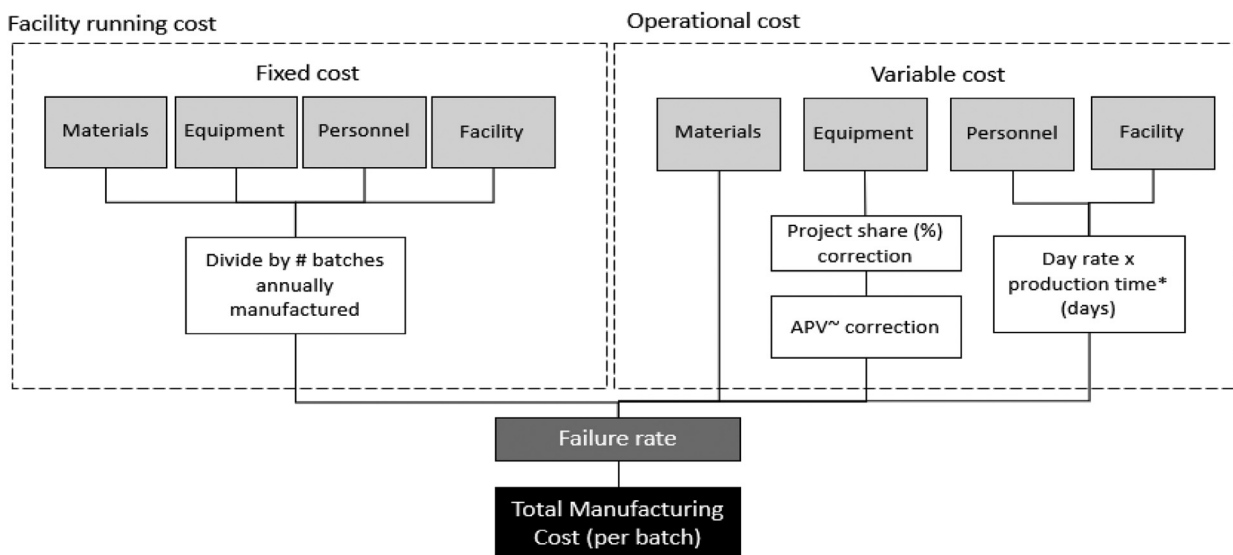 Facility running cost
Operational cost
Fixed cost
Variable cost
Materials
Equipment
Personnel
Facility
Materials
Equipment
Personnel
Facility
Divide by # batches
annually
manufactured
Project share (%)
correction
APV~ correction
Day rate x
production time*
(days)
Failure rate
Total Manufacturing
Cost (per batch)